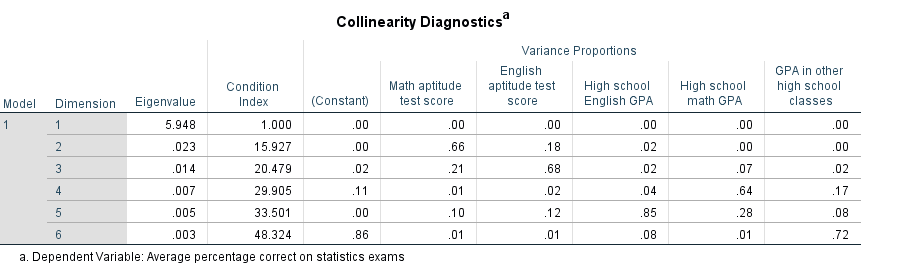 Collinearity Diagnosticsa
Variance Proportions
Model Dimension Eigenvalue Condition Index (Constant) Math aptitude test score English aptitude test score High school English GPA High school math GPA GPA in other high school classes
1 1 5.948 1.000 .00 .00 .00 .00 .00 .00
2 .023 15.927 .00 .66 .18 .02 .00 .00
3 .014 20.479 .02 .21 .68 .02 .07 .02
4 .007 29.905 .11 .01 .02 .04 .64 .17
5 .005 33.501 .00 .10 .12 .85 .28 .08
6 .003 48.324 .86 .01 .01 .08 .01 .72
a. Dependent Variable: Average percentage correct on statistics exams